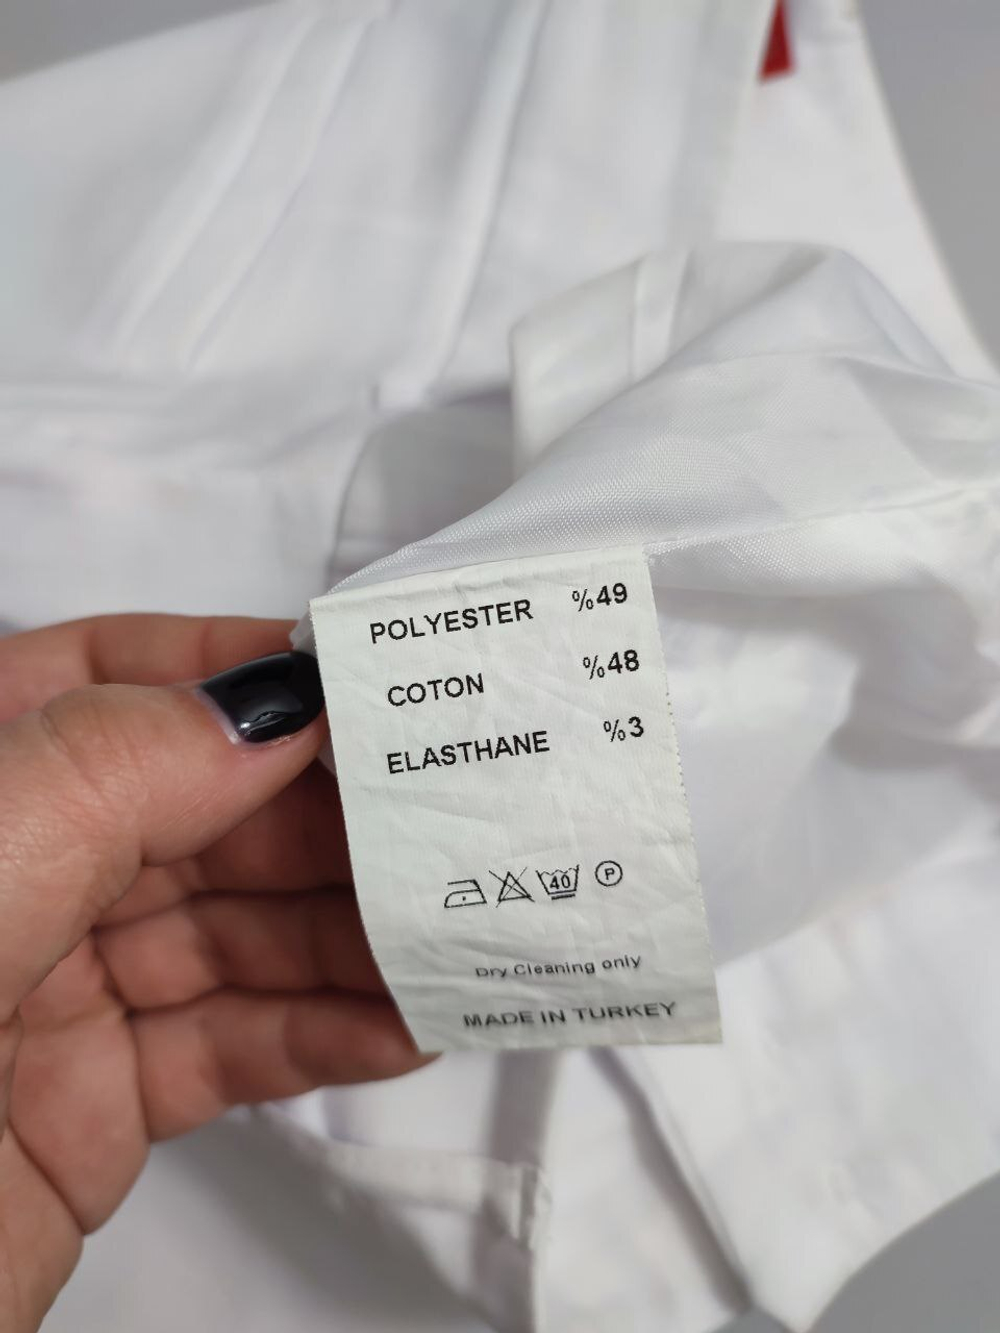 POLYESTER %49
COTON %48
ELASTHANE %3
40 P
Dry Cleaning only
MADE IN TURKEY